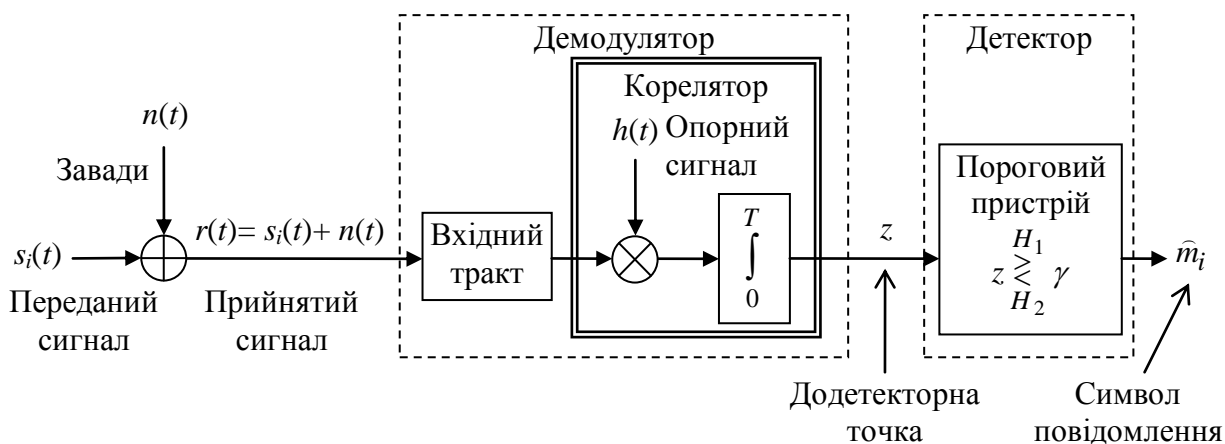 Демодулятор
Детектор
Корелятор
n(t)
h(t) Опорний
сигнал
Завади
Пороговий
пристрій
H1
z ≷ γ
H2
r(t)= si(t)+ n(t)
Вхідний
тракт
T
∫
0
z
si(t)
m̂i
Переданий
сигнал
Прийнятий
сигнал
Додетекторна
точка
Символ
повідомлення